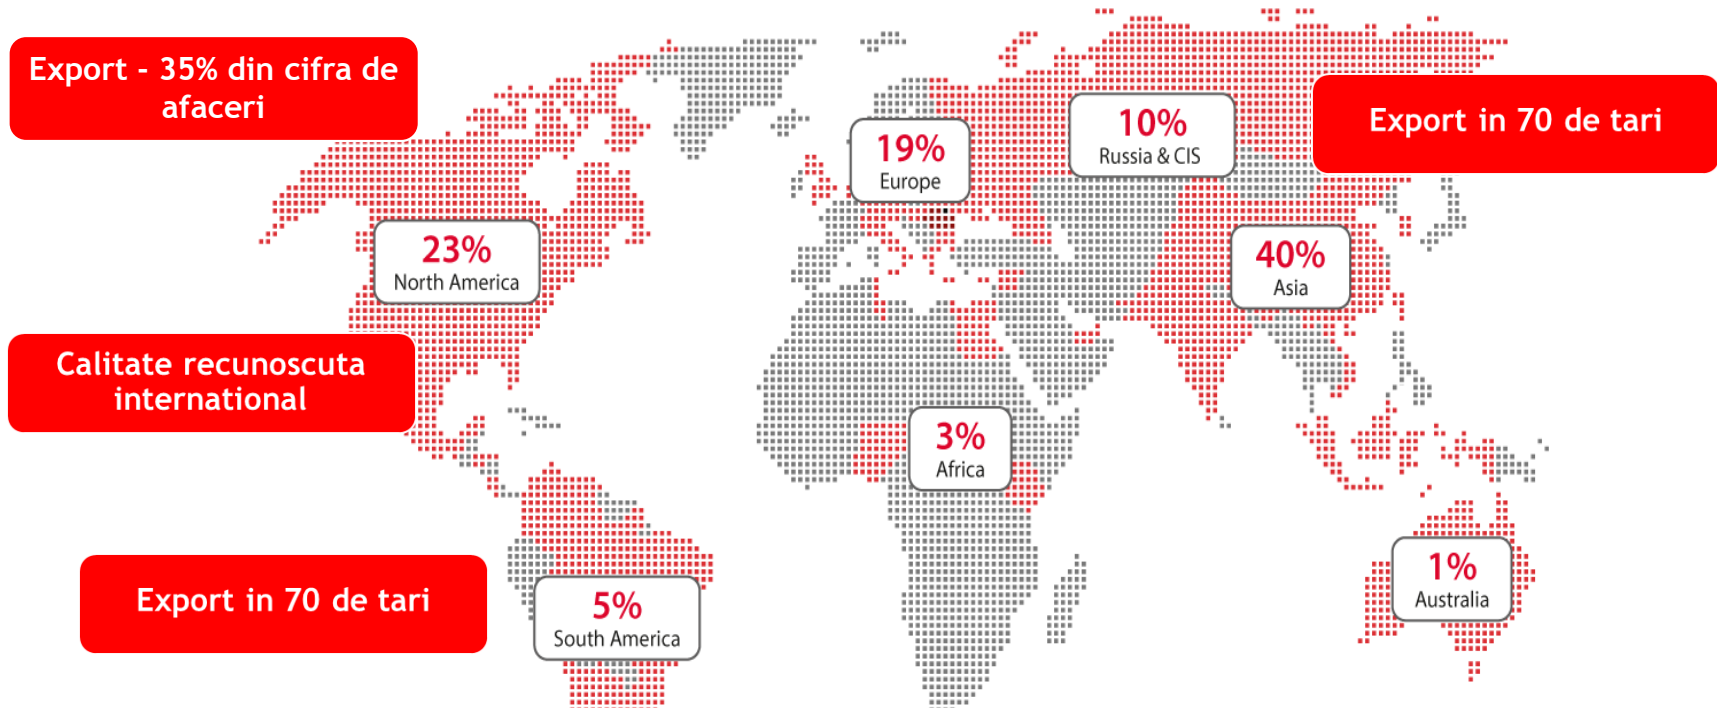 Export - 35% din cifra de
afaceri
Export in 70 de tari
10%
Russia & CIS
19%
Europe
23%
North America
40%
Asia
Calitate recunoscuta
international
3%
Africa
1%
Australia
Export in 70 de tari
5%
South America